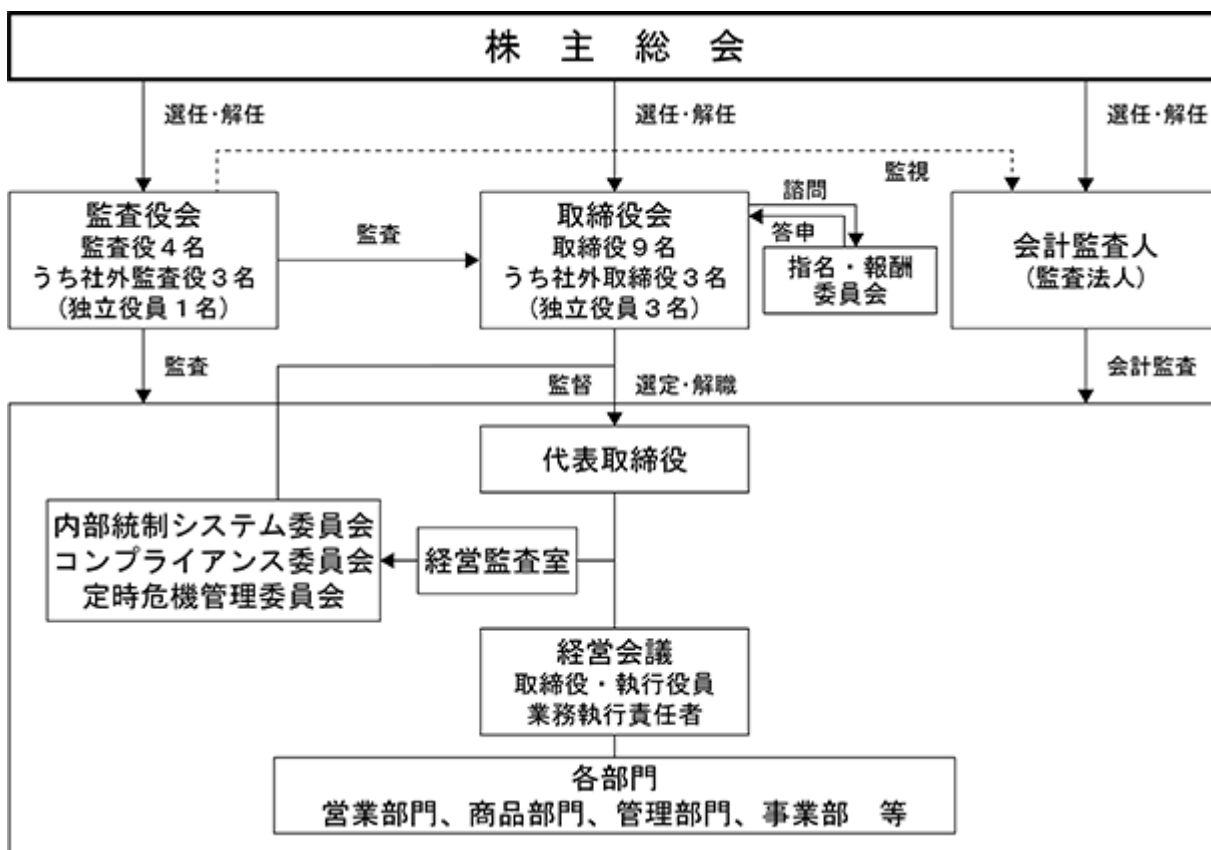 株 主 総 会
選任・解任
選任・解任
選任・解任
監視
監査役会
監査役4名
うち社外監査役3名
(独立役員1名)
監査
取締役会
取締役9名
うち社外取締役3名
(独立役員3名)
諮問
答申
指名・報酬
委員会
会計監査人
(監査法人)
監査
監督
選定・解職
会計監査
代表取締役
内部統制システム委員会
コンプライアンス委員会
定時危機管理委員会
経営監査室
経営会議
取締役・執行役員
業務執行責任者
各部門
営業部門、商品部門、管理部門、事業部 等